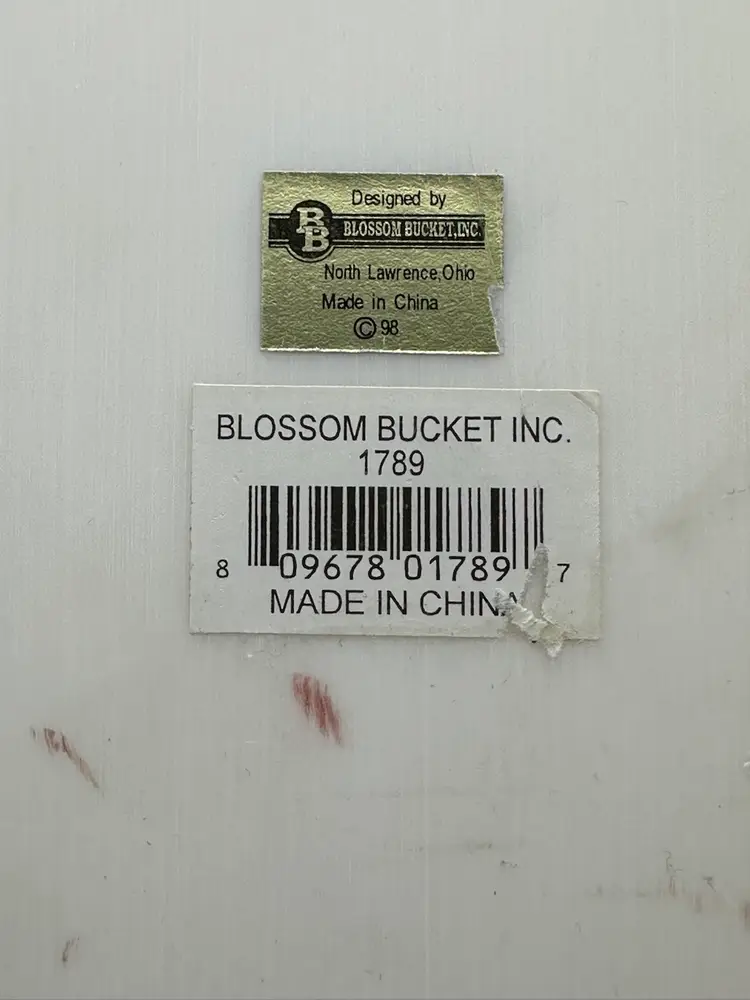 Designed by
BB BLOSSOM BUCKET, INC.
North Lawrence, Ohio
Made in China
© 98
BLOSSOM BUCKET INC.
1789
8 09678 01789 7
MADE IN CHINA